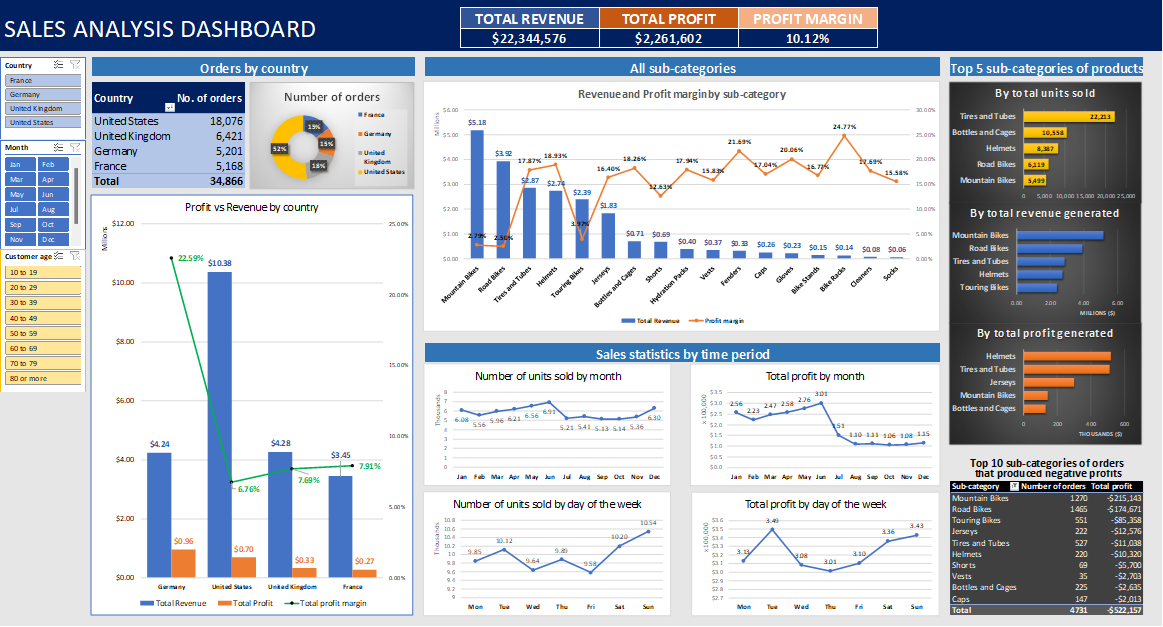 SALES ANALYSIS DASHBOARD
TOTAL REVENUE TOTAL PROFIT PROFIT MARGIN
$22,344,576 $2,261,602 10.12%
Country
France
Germany
United Kingdom
United States
Month
Jan Feb
Mar Apr
May Jun
Jul Aug
Sep Oct
Nov Dec
Customer age
10 to 19
20 to 29
30 to 39
40 to 49
50 to 59
60 to 69
70 to 79
80 or more
Orders by country
Country No. of orders
United States 18,076
United Kingdom 6,421
Germany 5,201
France 5,168
Total 34,866
Number of orders
15%
15%
18%
52%
France
Germany
United
Kingdom
United States
Profit vs Revenue by country
Millions
$12.00
$10.00
$8.00
$6.00
$4.00
$2.00
$0.00
25.00%
20.00%
15.00%
10.00%
5.00%
0.00%
22.59% $10.38
$4.24 $4.28 $3.45
6.76% 7.69% 7.91%
$0.96 $0.70 $0.33 $0.27
Germany United States United Kingdom France
Total Revenue Total Profit Total profit margin
All sub-categories
Revenue and Profit margin by sub-category
Millions
$6.00
$5.00
$4.00
$3.00
$2.00
$1.00
$0.00
30.00%
25.00%
20.00%
15.00%
10.00%
5.00%
0.00%
$5.18 $3.92 $2.87 $2.74 $2.39 $1.83 $0.71 $0.69 $0.40 $0.37 $0.33 $0.26 $0.23 $0.15 $0.14 $0.08 $0.06
2.79% 2.50% 17.87% 18.93% 3.97% 16.40% 18.26% 12.63% 17.94% 15.83% 21.69% 17.04% 20.06% 16.77% 24.77% 17.69% 15.58%
Mountain Bikes Road Bikes Tires and Tubes Helmets Touring Bikes Jerseys Bottles and Cages Shorts Hydration Packs Vests Fenders Caps Gloves Bike Stands Bike Racks Cleaners Socks
Total Revenue Profit margin
Sales statistics by time period
Number of units sold by month
Thousands
8
7
6
5
4
3
2
1
0
6.08 5.56 5.96 6.21 6.56 6.91 5.21 5.41 5.13 5.14 5.36 6.30
Jan Feb Mar Apr May Jun Jul Aug Sep Oct Nov Dec
Total profit by month
x 100,000
$3.5
$3.0
$2.5
$2.0
$1.5
$1.0
$0.5
$0.0
2.56 2.23 2.47 2.58 2.76 3.01 1.51 1.10 1.11 1.06 1.08 1.15
Jan Feb Mar Apr May Jun Jul Aug Sep Oct Nov Dec
Number of units sold by day of the week
Thousands
10.8
10.6
10.4
10.2
10
9.8
9.6
9.4
9.2
9
9.85 10.12 9.64 9.89 9.58 10.20 10.54
Mon Tue Wed Thu Fri Sat Sun
Total profit by day of the week
x100,000
$3.6
$3.5
$3.4
$3.3
$3.2
$3.1
$3.0
$2.9
$2.8
$2.7
3.13 3.49 3.08 3.01 3.10 3.36 3.43
Mon Tue Wed Thu Fri Sat Sun
Top 5 sub-categories of products
By total units sold
Tires and Tubes 22,213
Bottles and Cages 10,558
Helmets 8,387
Road Bikes 6,119
Mountain Bikes 5,499
0 5,000 10,000 15,000 20,000 25,000
By total revenue generated
Mountain Bikes
Road Bikes
Tires and Tubes
Helmets
Touring Bikes
0.00 2.00 4.00 6.00
MILLIONS ($)
By total profit generated
Helmets
Tires and Tubes
Jerseys
Mountain Bikes
Bottles and Cages
0 200 400 600
THOUSANDS ($)
Top 10 sub-categories of orders
that produced negative profits
Sub-category Number of orders Total profit
Mountain Bikes 1270 -$215,143
Road Bikes 1465 -$174,671
Touring Bikes 551 -$85,358
Jerseys 222 -$12,576
Tires and Tubes 527 -$11,038
Helmets 220 -$10,320
Shorts 69 -$5,700
Vests 35 -$2,703
Bottles and Cages 225 -$2,635
Caps 147 -$2,013
Total 4731 -$522,157